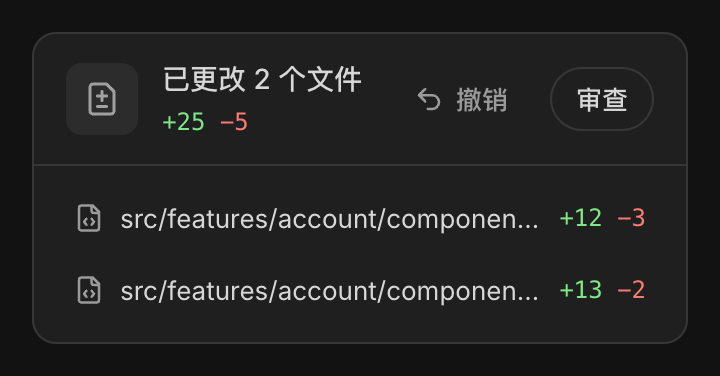 已更改 2 个文件
+25 −5
撤销
审查
src/features/account/componen... +12 −3
src/features/account/componen... +13 −2